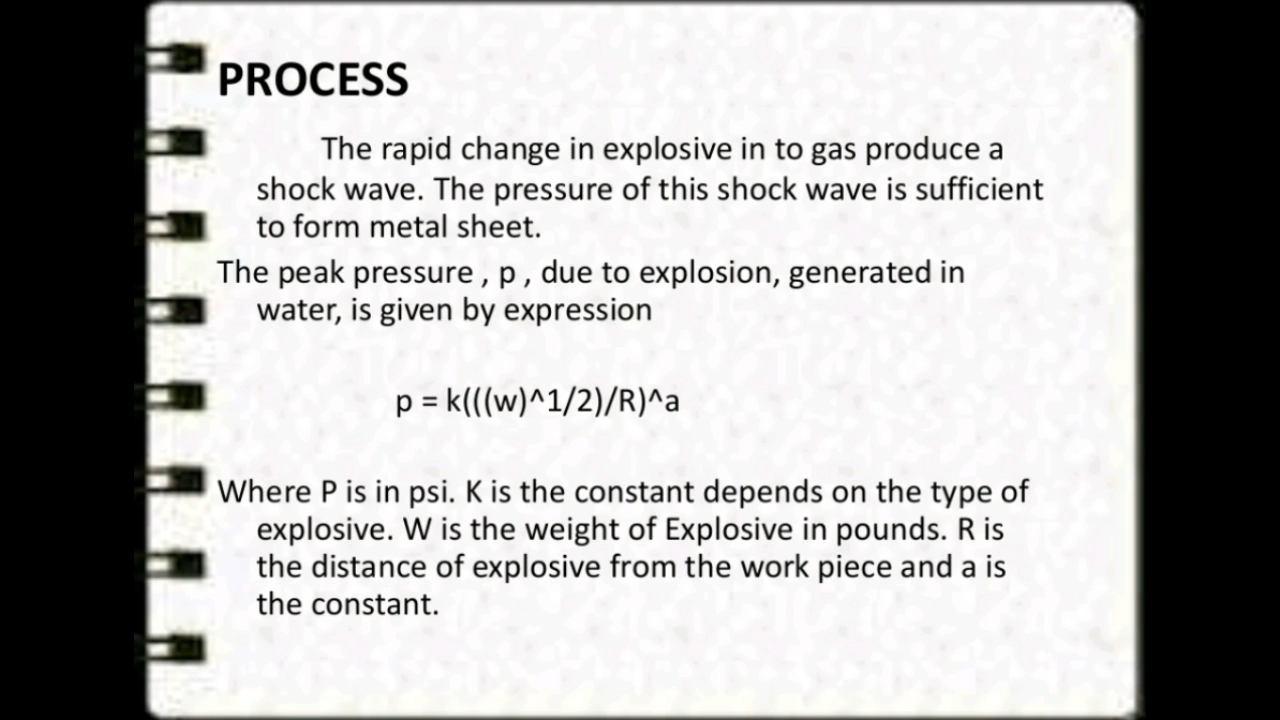 PROCESS
The rapid change in explosive in to gas produce a
shock wave. The pressure of this shock wave is sufficient
to form metal sheet.
The peak pressure , p , due to explosion, generated in
water, is given by expression
p = k(((w)^1/2)/R)^a
Where P is in psi. K is the constant depends on the type of
explosive. W is the weight of Explosive in pounds. R is
the distance of explosive from the work piece and a is
the constant.